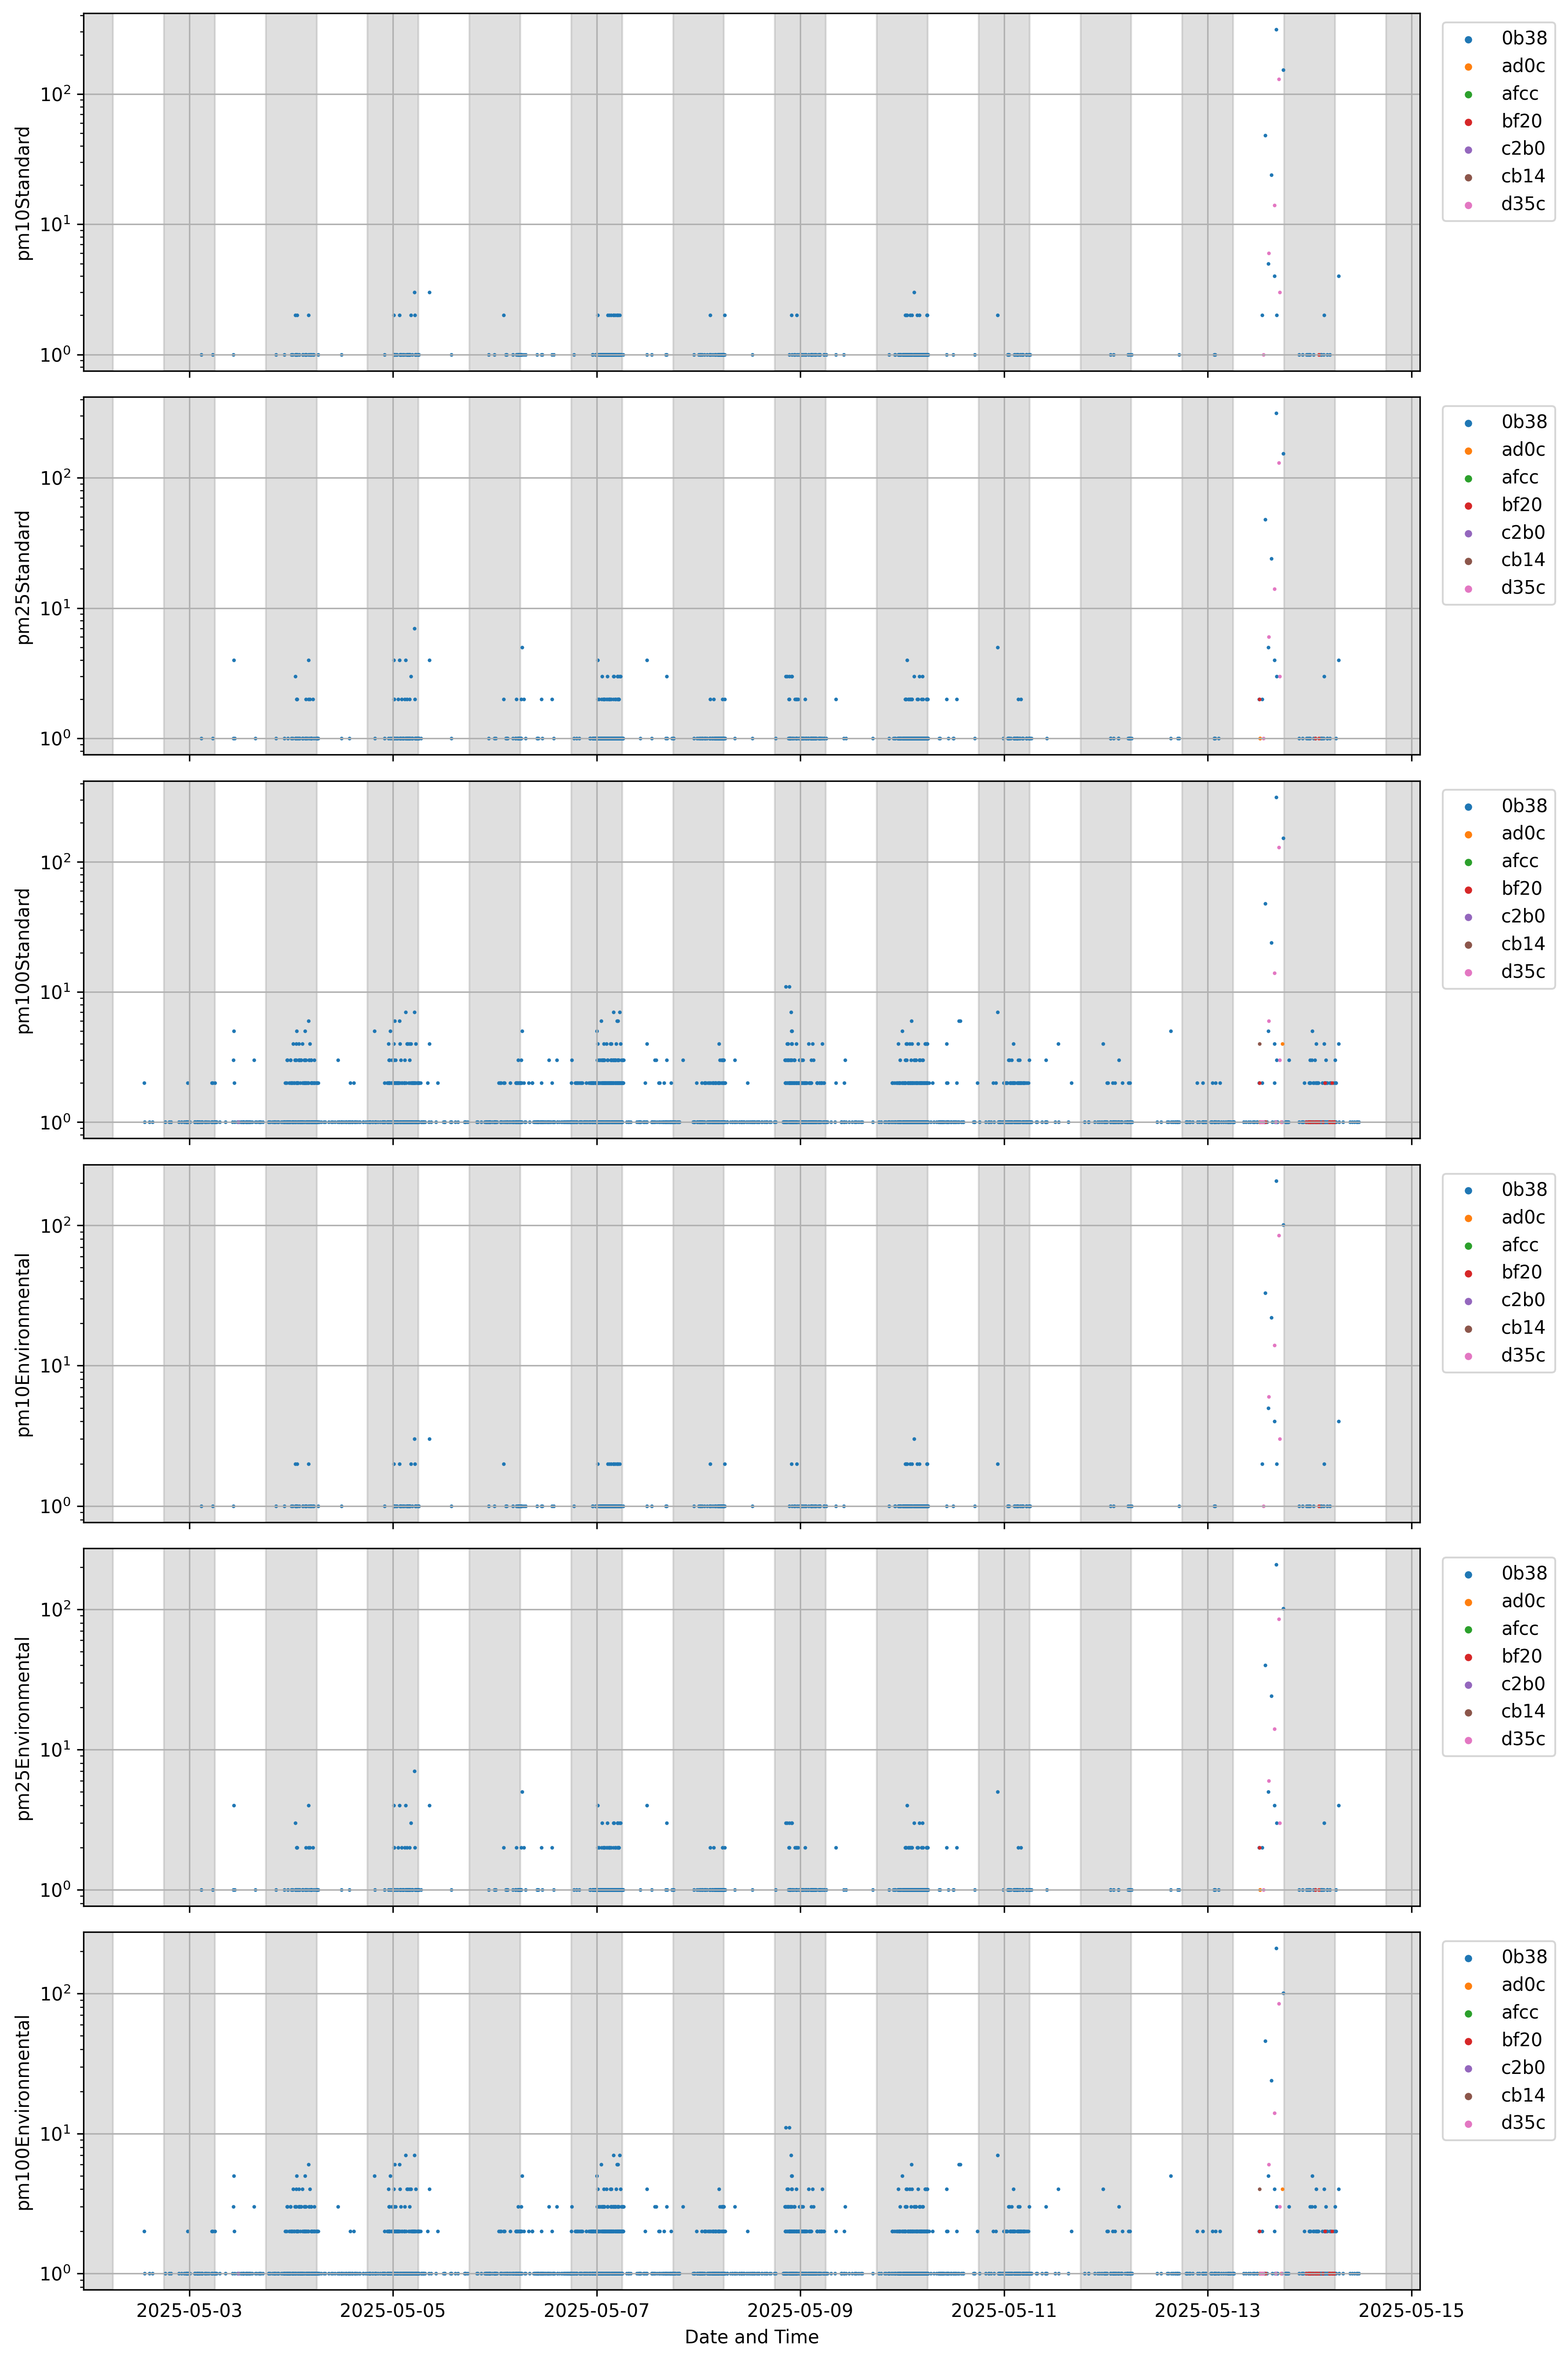 pm10Standard
10²
10¹
10⁰
0b38
ad0c
afcc
bf20
c2b0
cb14
d35c
pm25Standard
10²
10¹
10⁰
0b38
ad0c
afcc
bf20
c2b0
cb14
d35c
pm100Standard
10²
10¹
10⁰
0b38
ad0c
afcc
bf20
c2b0
cb14
d35c
pm10Environmental
10²
10¹
10⁰
0b38
ad0c
afcc
bf20
c2b0
cb14
d35c
pm25Environmental
10²
10¹
10⁰
0b38
ad0c
afcc
bf20
c2b0
cb14
d35c
pm100Environmental
10²
10¹
10⁰
0b38
ad0c
afcc
bf20
c2b0
cb14
d35c
2025-05-03 2025-05-05 2025-05-07 2025-05-09 2025-05-11 2025-05-13 2025-05-15
Date and Time